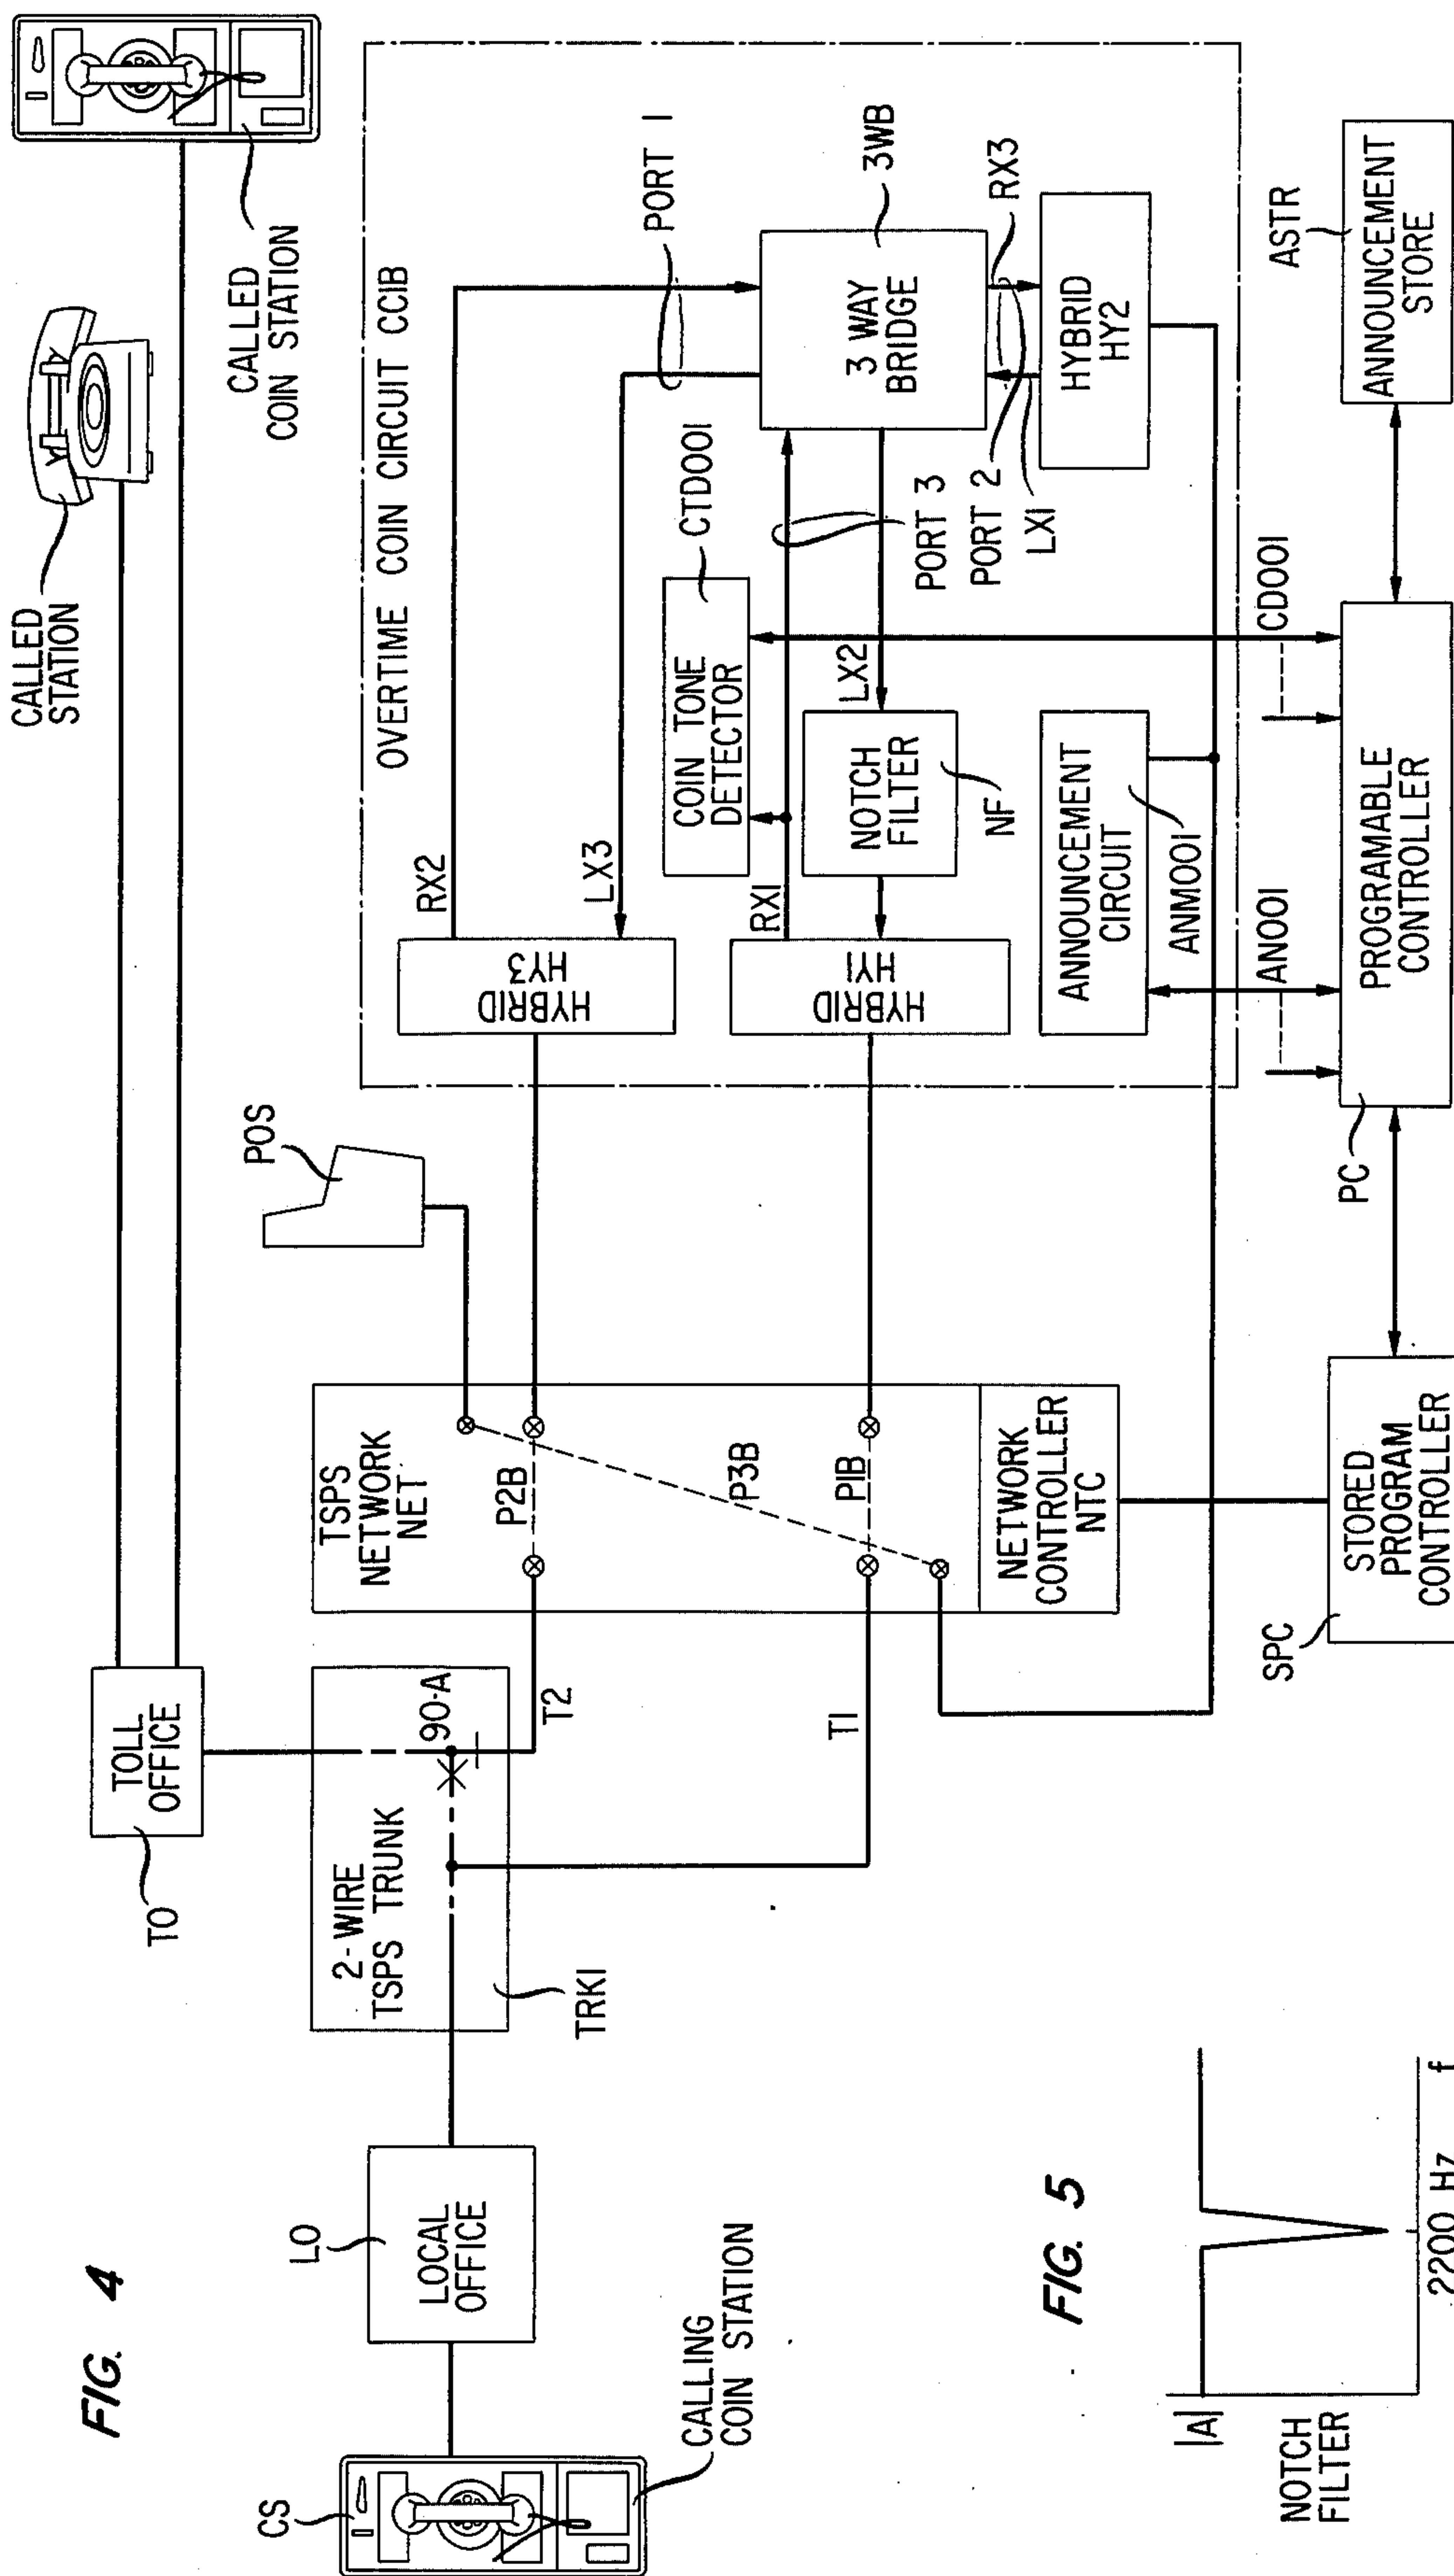 FIG. 4
CS
CALLING
COIN STATION
LO
LOCAL
OFFICE
TO
TOLL
OFFICE
2-WIRE
TSPS TRUNK
90-A
TRK1
T2
T1
TSPS
NETWORK
NET
P2B
P3B
P1B
NETWORK
CONTROLLER
NTC
SPC
STORED
PROGRAM
CONTROLLER
POS
CALLED
STATION
CALLED
COIN STATION
OVERTIME COIN CIRCUIT CCIB
HYBRID
HY3
RX2
LX3
PORT 1
HYBRID
HY1
RX1
COIN TONE
DETECTOR
CTD001
LX2
NOTCH
FILTER
NF
3 WAY
BRIDGE
3WB
PORT 3
PORT 2
LX1
RX3
HYBRID
HY2
ANNOUNCEMENT
CIRCUIT
ANM001
AN001
CD001
PC
PROGRAMABLE
CONTROLLER
ASTR
ANNOUNCEMENT
STORE
FIG. 5
|A|
NOTCH
FILTER
2200 Hz
f